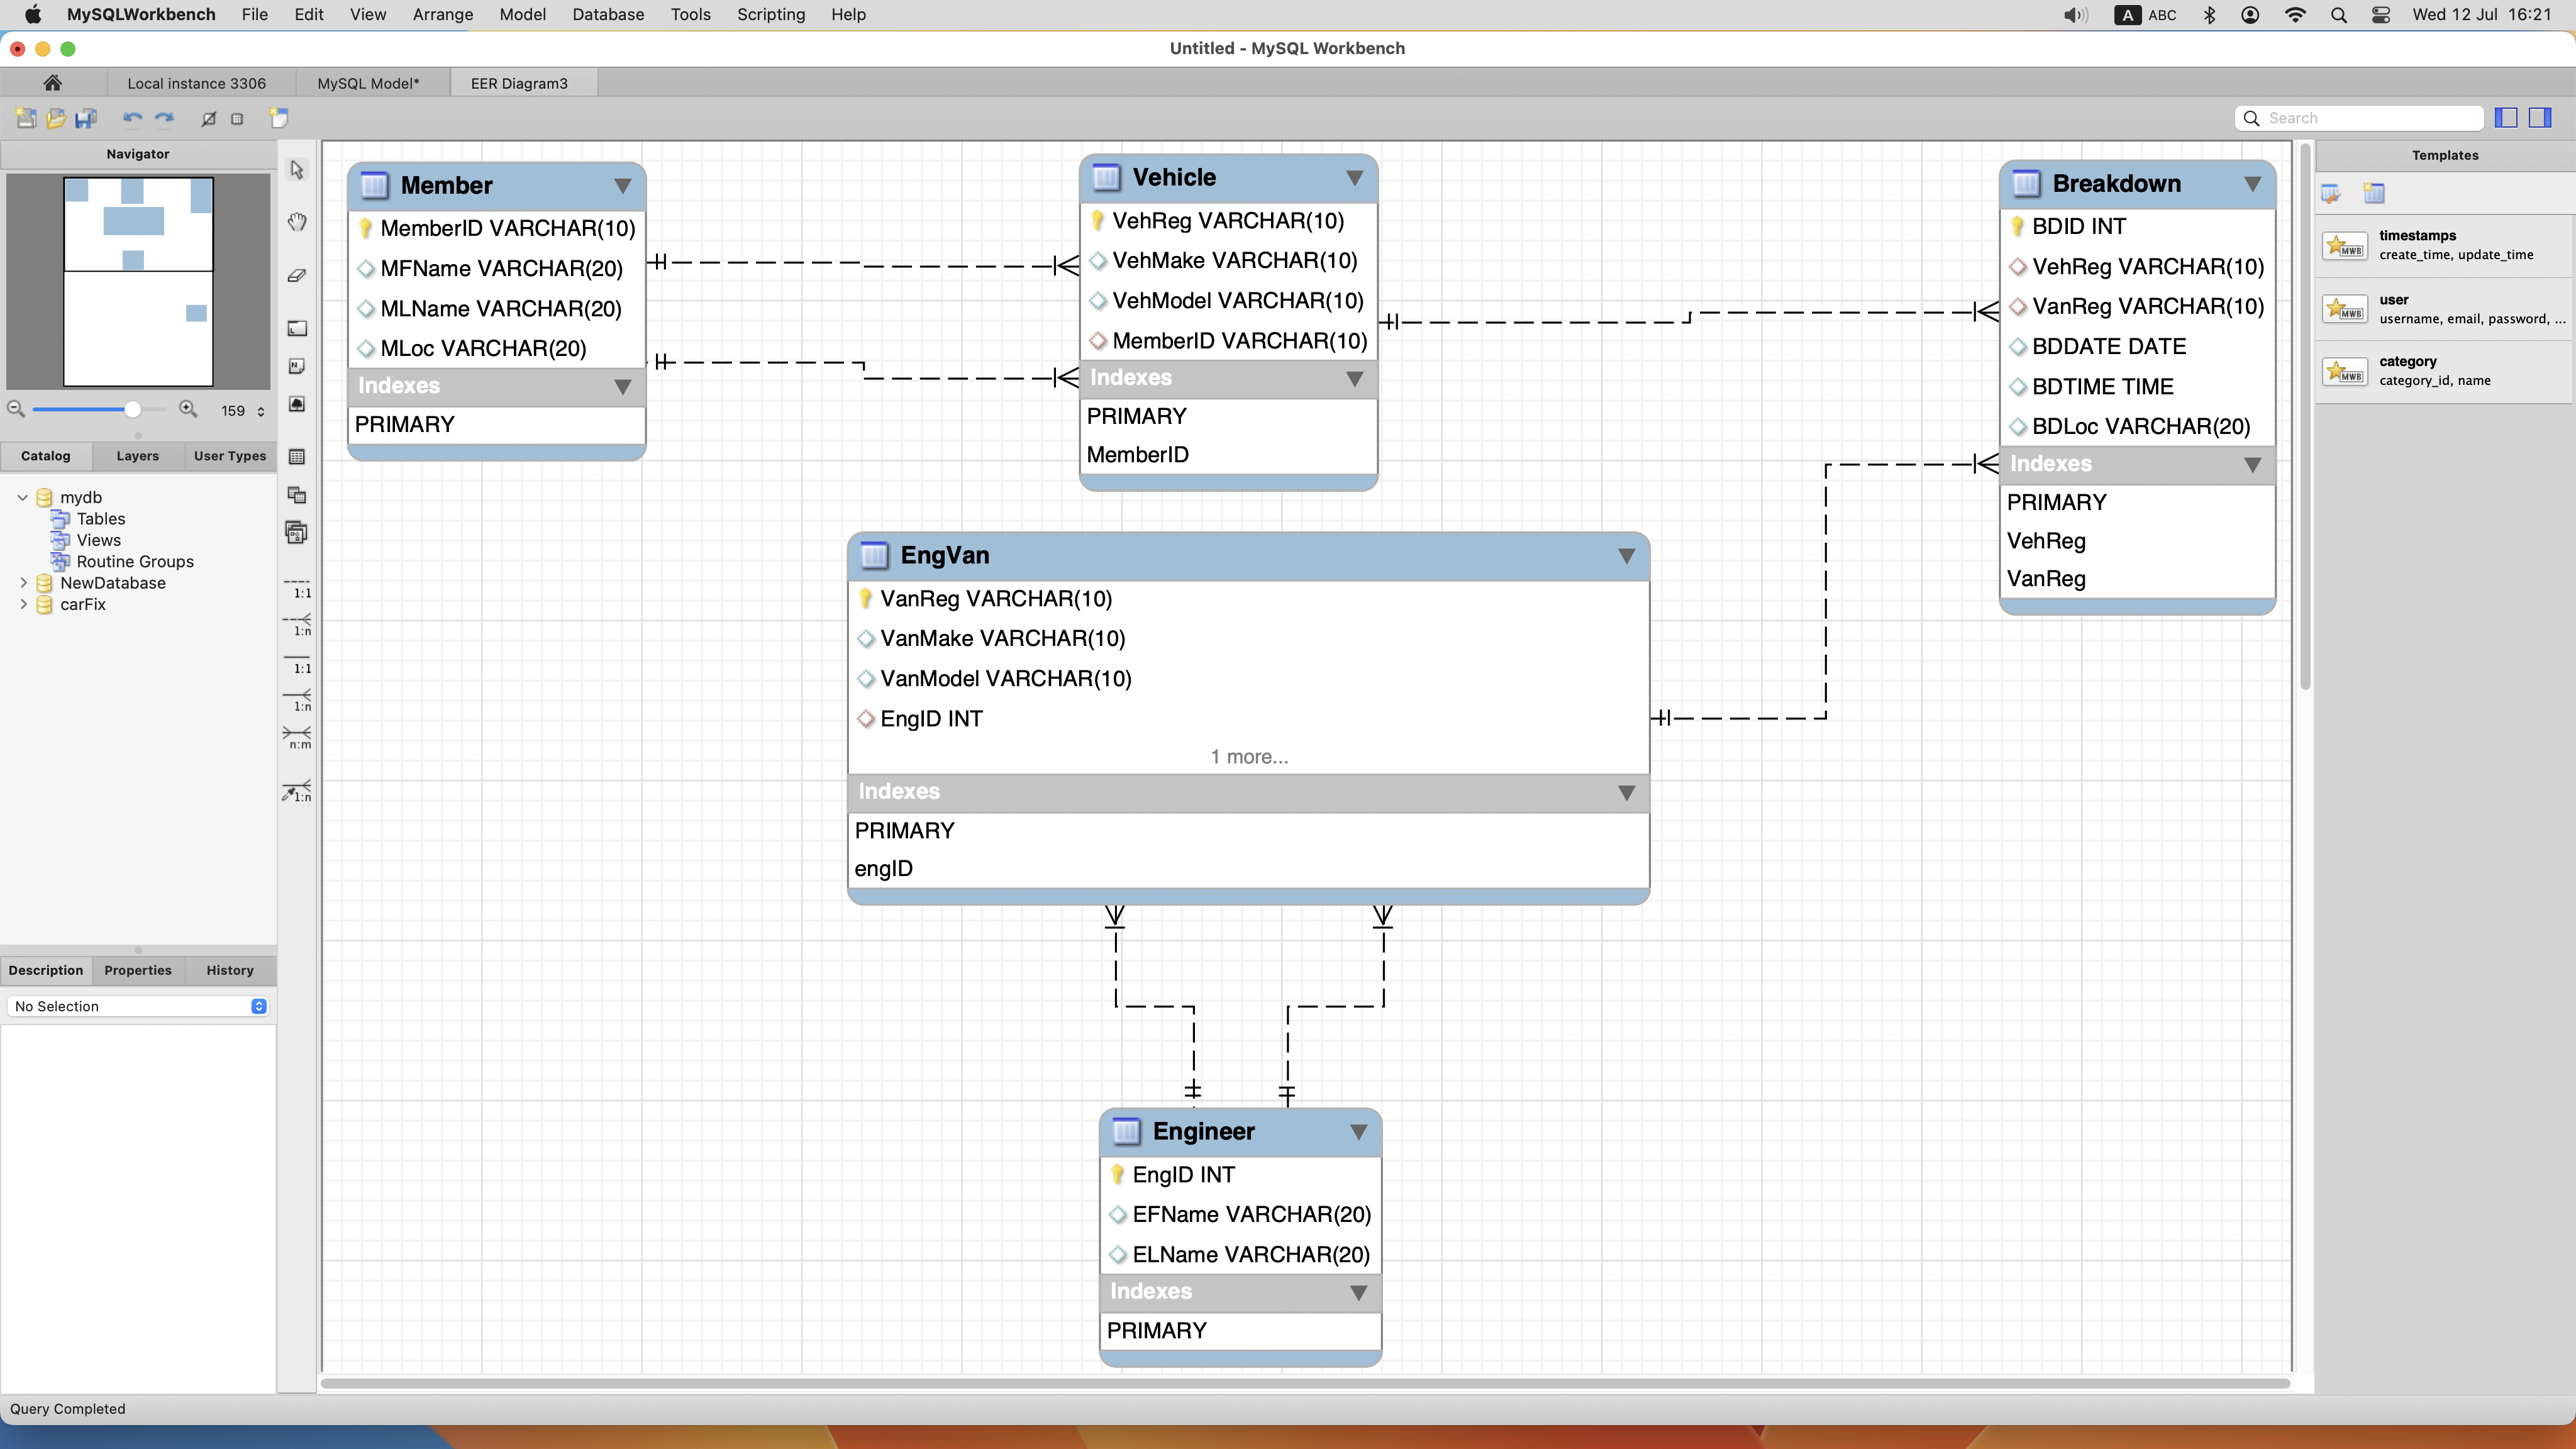 MySQLWorkbench File Edit View Arrange Model Database Tools Scripting Help
A ABC Wed 12 Jul 16:21
Untitled - MySQL Workbench
Local instance 3306 MySQL Model* EER Diagram3
Search
Navigator
159
Catalog Layers User Types
mydb
Tables
Views
Routine Groups
NewDatabase
carFix
Description Properties History
No Selection
Query Completed
1:1
1:n
1:1
1:n
n:m
1:n
Member
MemberID VARCHAR(10)
MFName VARCHAR(20)
MLName VARCHAR(20)
MLoc VARCHAR(20)
Indexes
PRIMARY
Vehicle
VehReg VARCHAR(10)
VehMake VARCHAR(10)
VehModel VARCHAR(10)
MemberID VARCHAR(10)
Indexes
PRIMARY
MemberID
Breakdown
BDID INT
VehReg VARCHAR(10)
VanReg VARCHAR(10)
BDDATE DATE
BDTIME TIME
BDLoc VARCHAR(20)
Indexes
PRIMARY
VehReg
VanReg
EngVan
VanReg VARCHAR(10)
VanMake VARCHAR(10)
VanModel VARCHAR(10)
EngID INT
1 more...
Indexes
PRIMARY
engID
Engineer
EngID INT
EFName VARCHAR(20)
ELName VARCHAR(20)
Indexes
PRIMARY
Templates
MWB
timestamps
create_time, update_time
MWB
user
username, email, password, ...
MWB
category
category_id, name